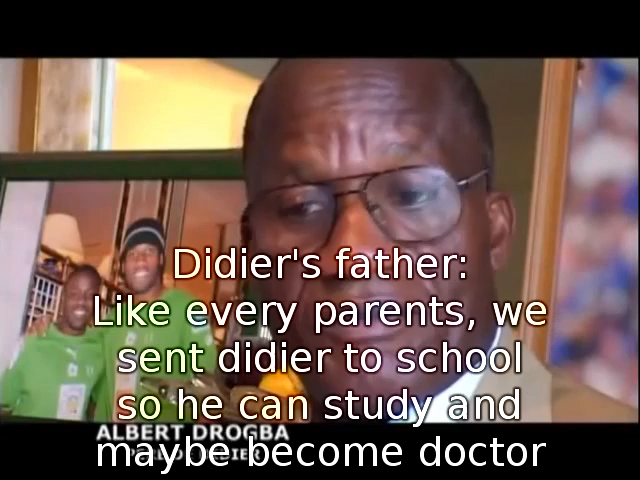 Didier's father:
Like every parents, we
sent didier to school
so he can study and
ALBERT DROGBA
maybe become doctor